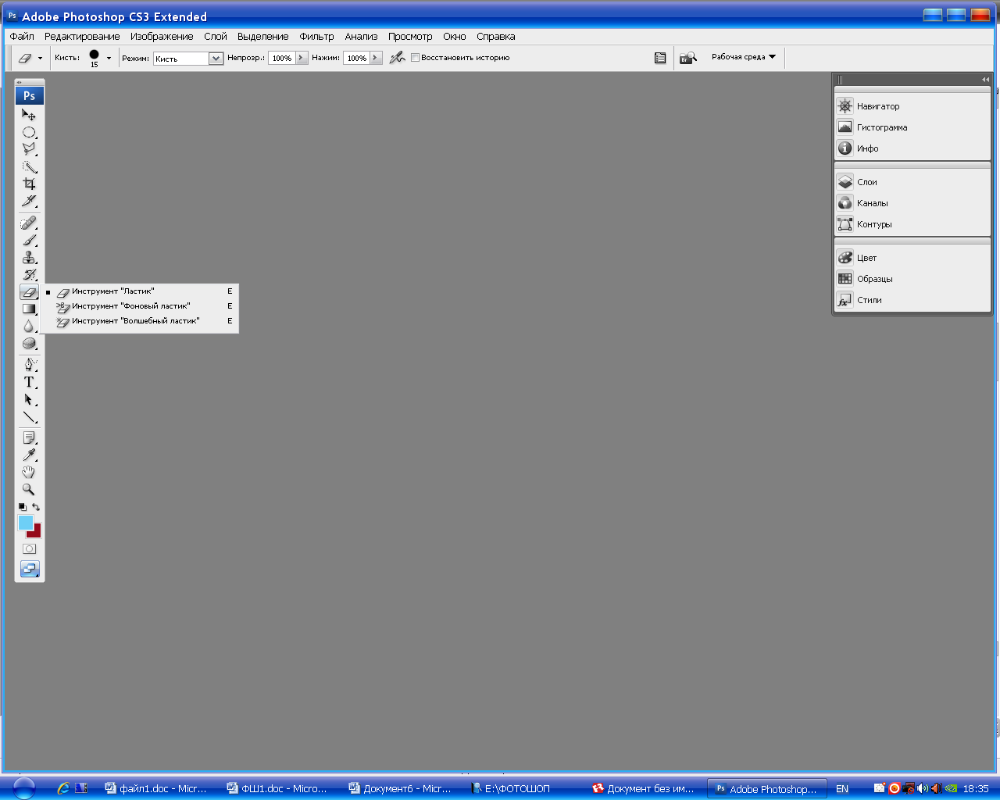 Ps Adobe Photoshop CS3 Extended
Файл Редактирование Изображение Слой Выделение Фильтр Анализ Просмотр Окно Справка
Кисть: 15 Режим: Кисть Непрозр.: 100% Нажим: 100% Восстановить историю Br Рабочая среда
Ps
Навигатор
Гистограмма
Инфо
Слои
Каналы
Контуры
Цвет
Образцы
Стили
Инструмент "Ластик" E
Инструмент "Фоновый ластик" E
Инструмент "Волшебный ластик" E
файл1.doc - Micr... ФШ1.doc - Micro... Документ6 - Micr... E:\ФОТОШОП Документ без им... Ps Adobe Photoshop... EN 18:35